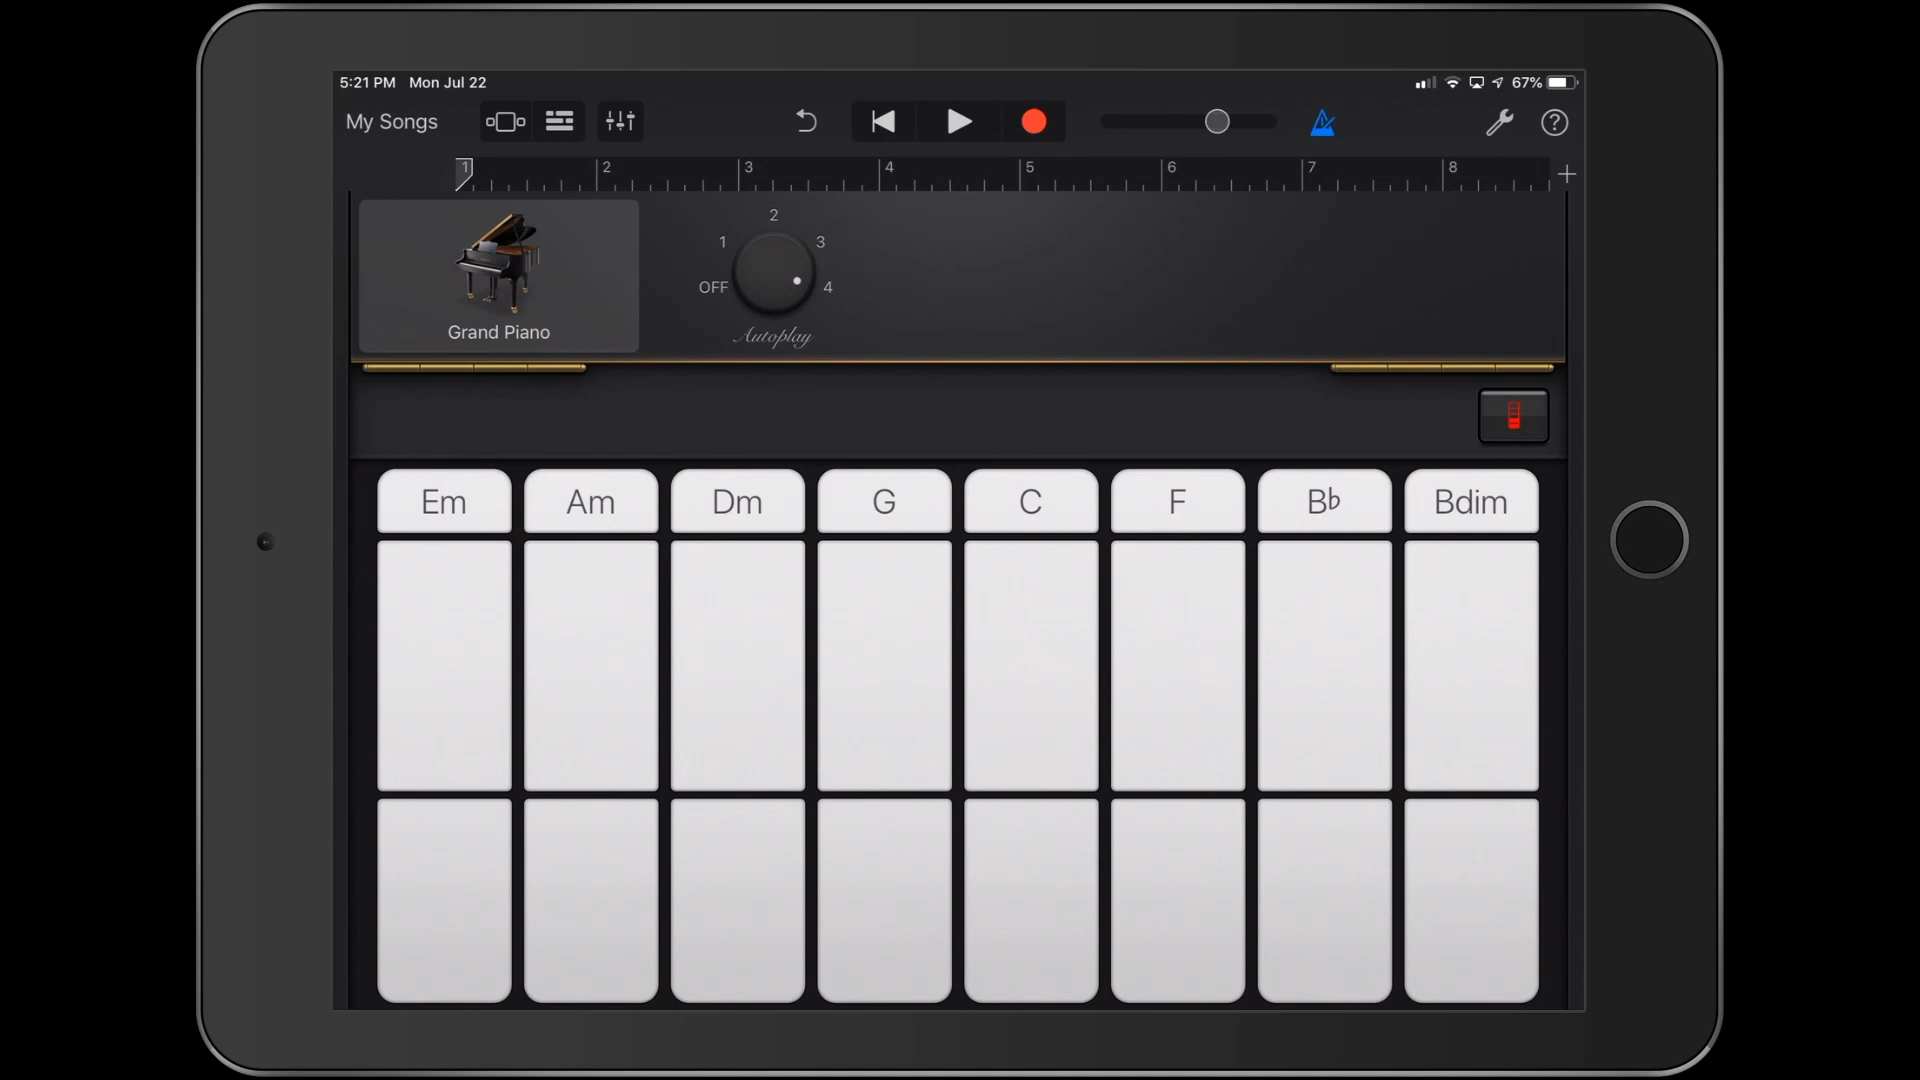 5:21 PM Mon Jul 22 67%
My Songs
1 2 3 4 5 6 7 8
2
1 3
OFF 4
Autoplay
Grand Piano
Em Am Dm G C F B♭ Bdim